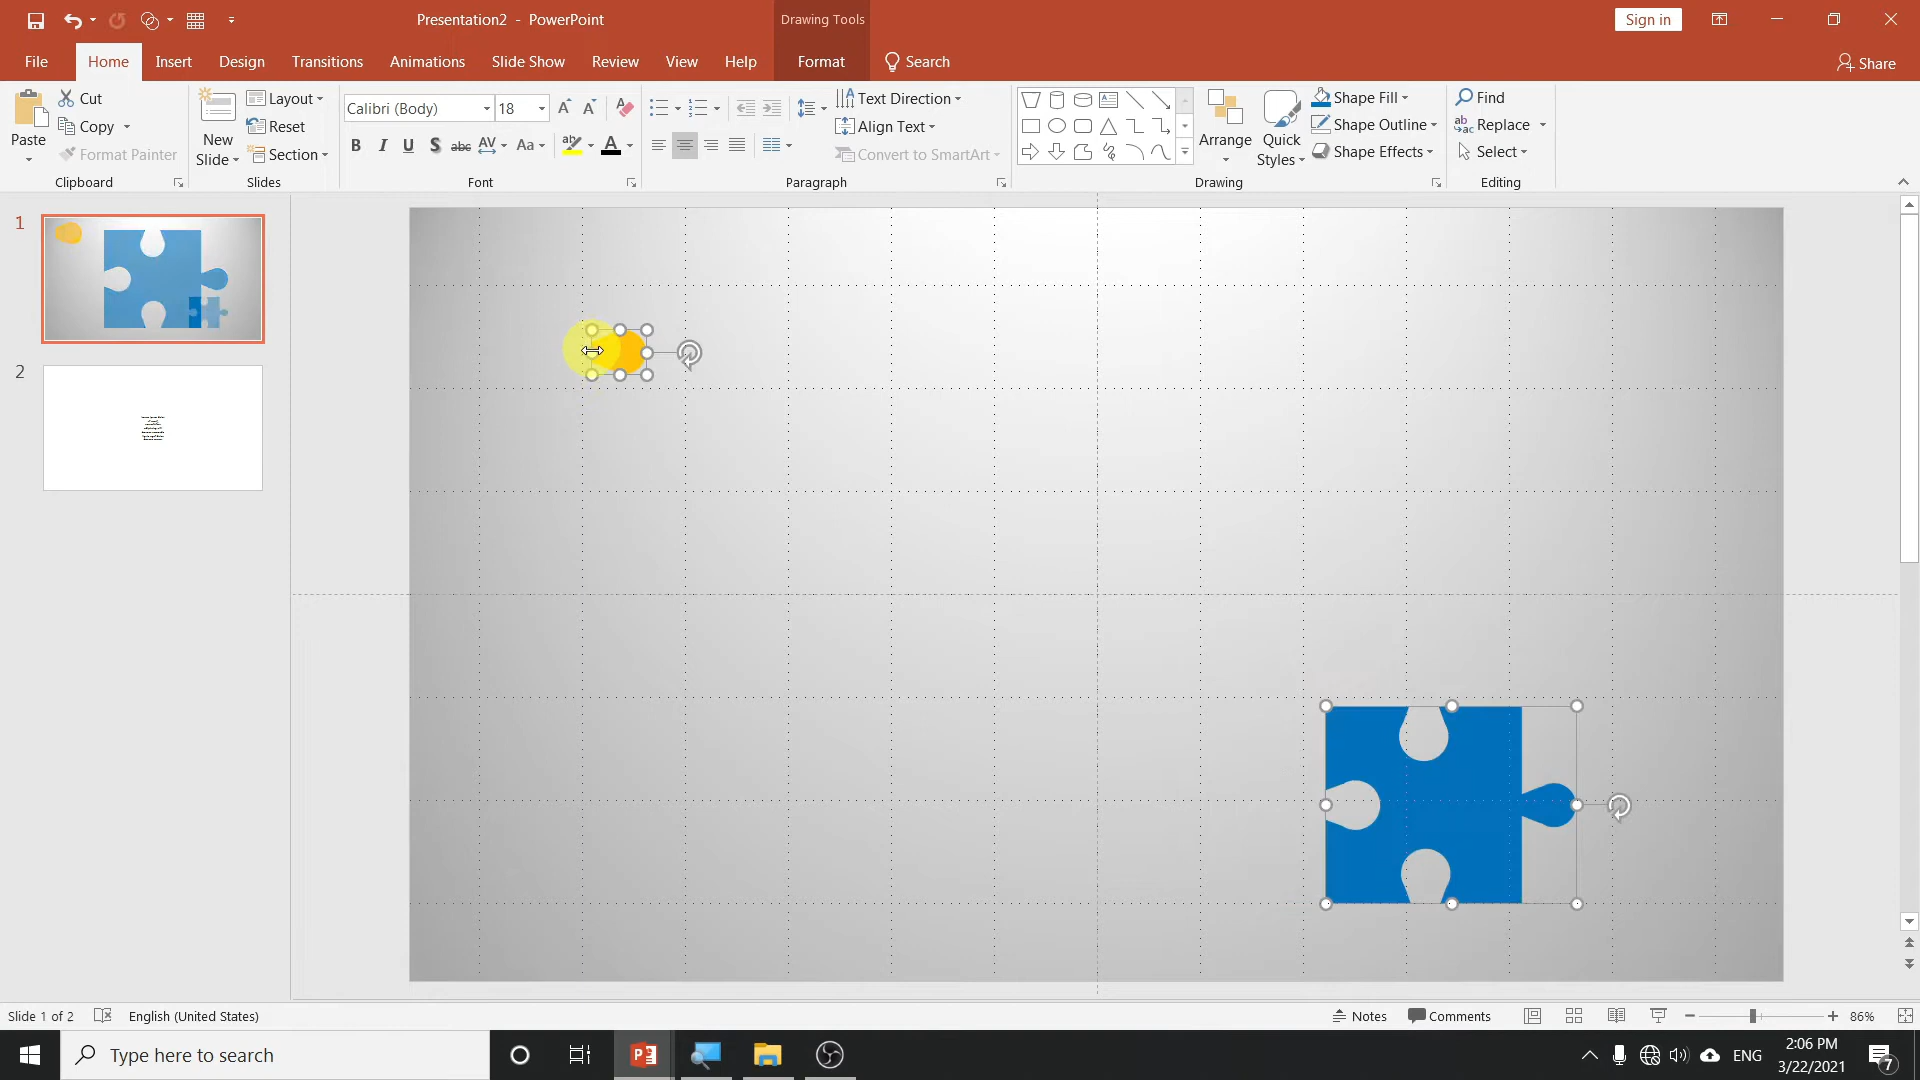 Presentation2 - PowerPoint
Drawing Tools
Sign in
File
Home
Insert
Design
Transitions
Animations
Slide Show
Review
View
Help
Format
Search
Share
Paste
Cut
Copy
Format Painter
Clipboard
New
Slide
Layout
Reset
Section
Slides
Calibri (Body)
18
B I U S abc AV Aa A
Font
Text Direction
Align Text
Convert to SmartArt
Paragraph
Arrange
Quick
Styles
Shape Fill
Shape Outline
Shape Effects
Drawing
Find
Replace
Select
Editing
1
2
Slide 1 of 2
English (United States)
Notes
Comments
86%
Type here to search
ENG
2:06 PM
3/22/2021
7